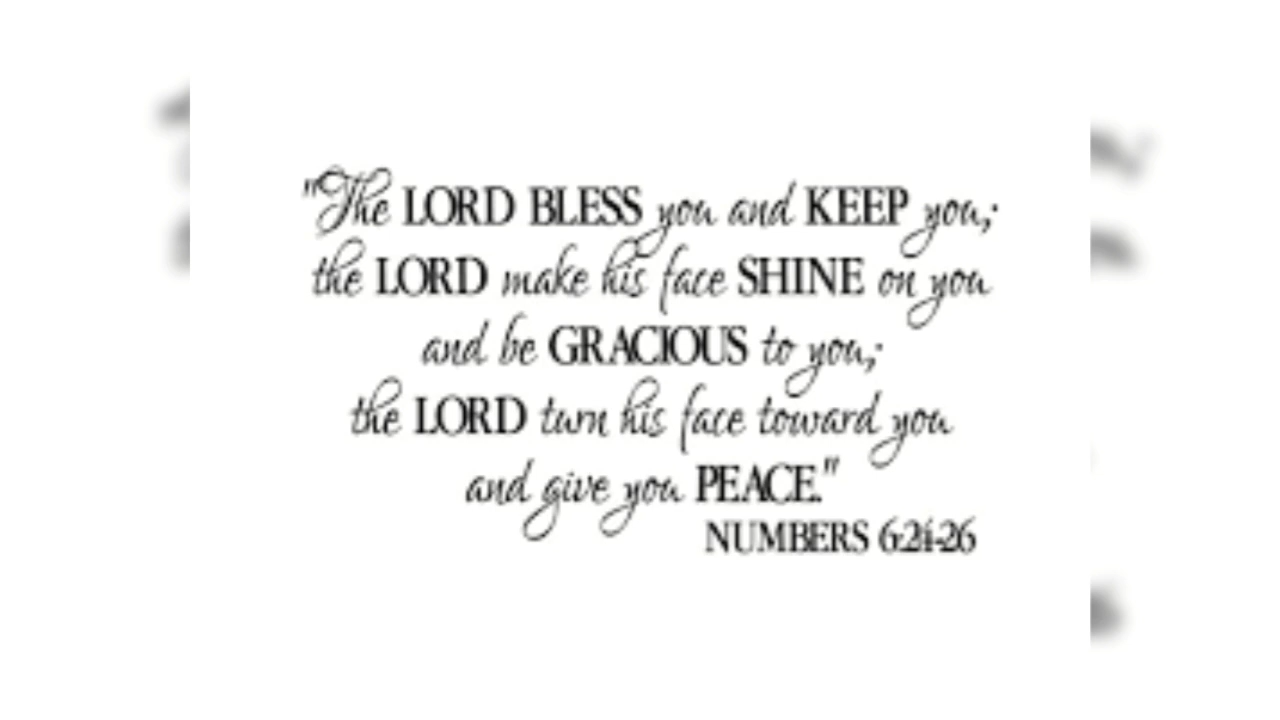 "The LORD BLESS you and KEEP you;
the LORD make his face SHINE on you
and be GRACIOUS to you;
the LORD turn his face toward you
and give you PEACE."
NUMBERS 6:24-26